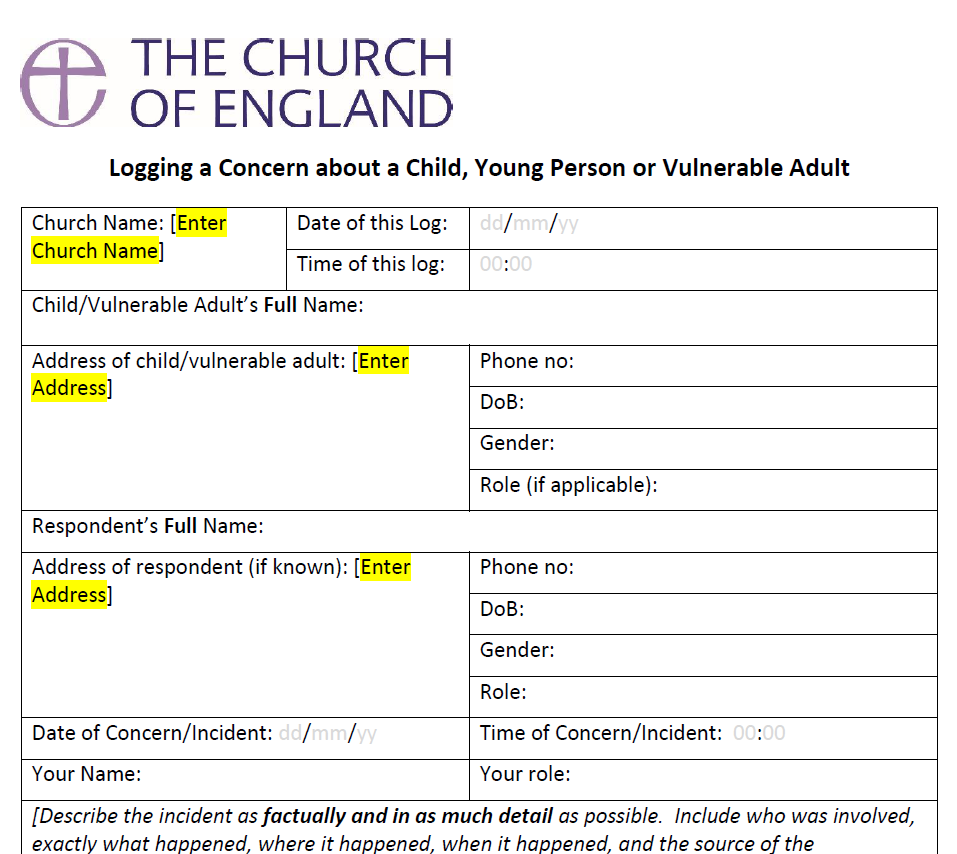 THE CHURCH
OF ENGLAND
Logging a Concern about a Child, Young Person or Vulnerable Adult
Church Name: [Enter
Church Name]
Date of this Log:
dd/mm/yy
Time of this log:
00:00
Child/Vulnerable Adult’s Full Name:
Address of child/vulnerable adult: [Enter
Address]
Phone no:
DoB:
Gender:
Role (if applicable):
Respondent’s Full Name:
Address of respondent (if known): [Enter
Address]
Phone no:
DoB:
Gender:
Role:
Date of Concern/Incident: dd/mm/yy
Time of Concern/Incident: 00:00
Your Name:
Your role:
[Describe the incident as factually and in as much detail as possible. Include who was involved,
exactly what happened, where it happened, when it happened, and the source of the